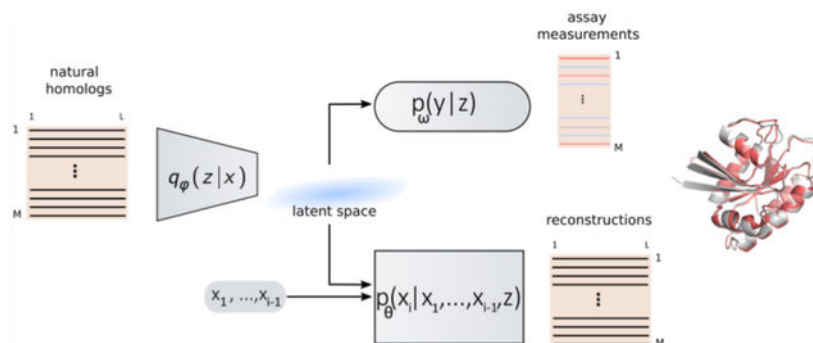 assay
measurements
natural
homologs
1 L
1
M
q_φ(z|x)
latent space
p_ω(y|z)
1
⋮
M
reconstructions
1 L
1
⋮
M
x_1, ...,x_{i-1}
p_θ(x_i|x_1,...,x_{i-1},z)